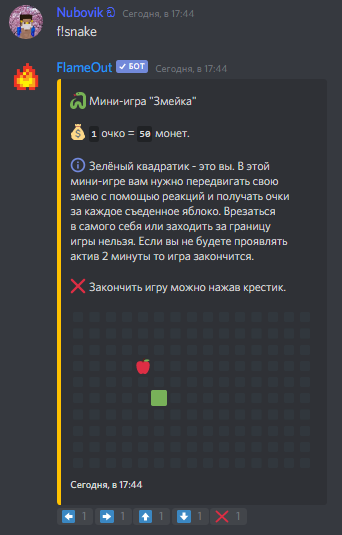 Nubovik Сегодня, в 17:44
f!snake
FlameOut ✓ БОТ Сегодня, в 17:44
Мини-игра "Змейка"
1 очко = 50 монет.
Зелёный квадратик - это вы. В этой
мини-игре вам нужно передвигать свою
змею с помощью реакций и получать очки
за каждое съеденное яблоко. Врезаться
в самого себя или заходить за границу
игры нельзя. Если вы не будете проявлять
актив 2 минуты то игра закончится.
Закончить игру можно нажав крестик.
Сегодня, в 17:44
1 1 1 1 1